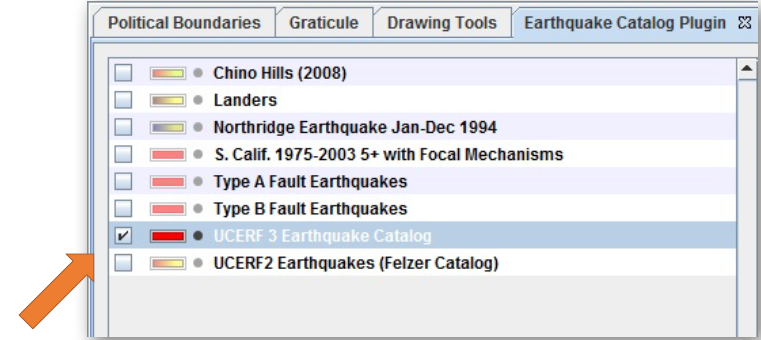 Political Boundaries Graticule Drawing Tools Earthquake Catalog Plugin
Chino Hills (2008)
Landers
Northridge Earthquake Jan-Dec 1994
S. Calif. 1975-2003 5+ with Focal Mechanisms
Type A Fault Earthquakes
Type B Fault Earthquakes
UCERF 3 Earthquake Catalog
UCERF2 Earthquakes (Felzer Catalog)